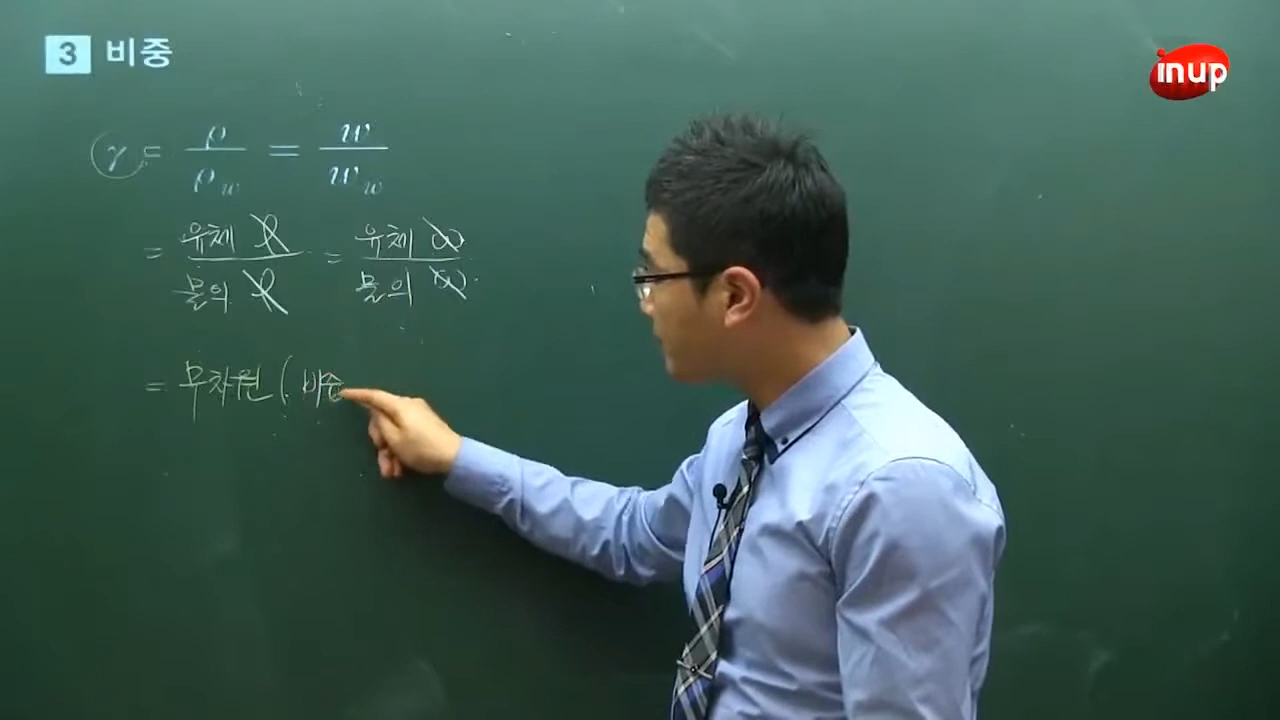 3 비중
inup
γ = ρ / ρw = w / ww
= 유체 ρ / 물의 ρ = 유체 w / 물의 w
= 무차원 ( 비중